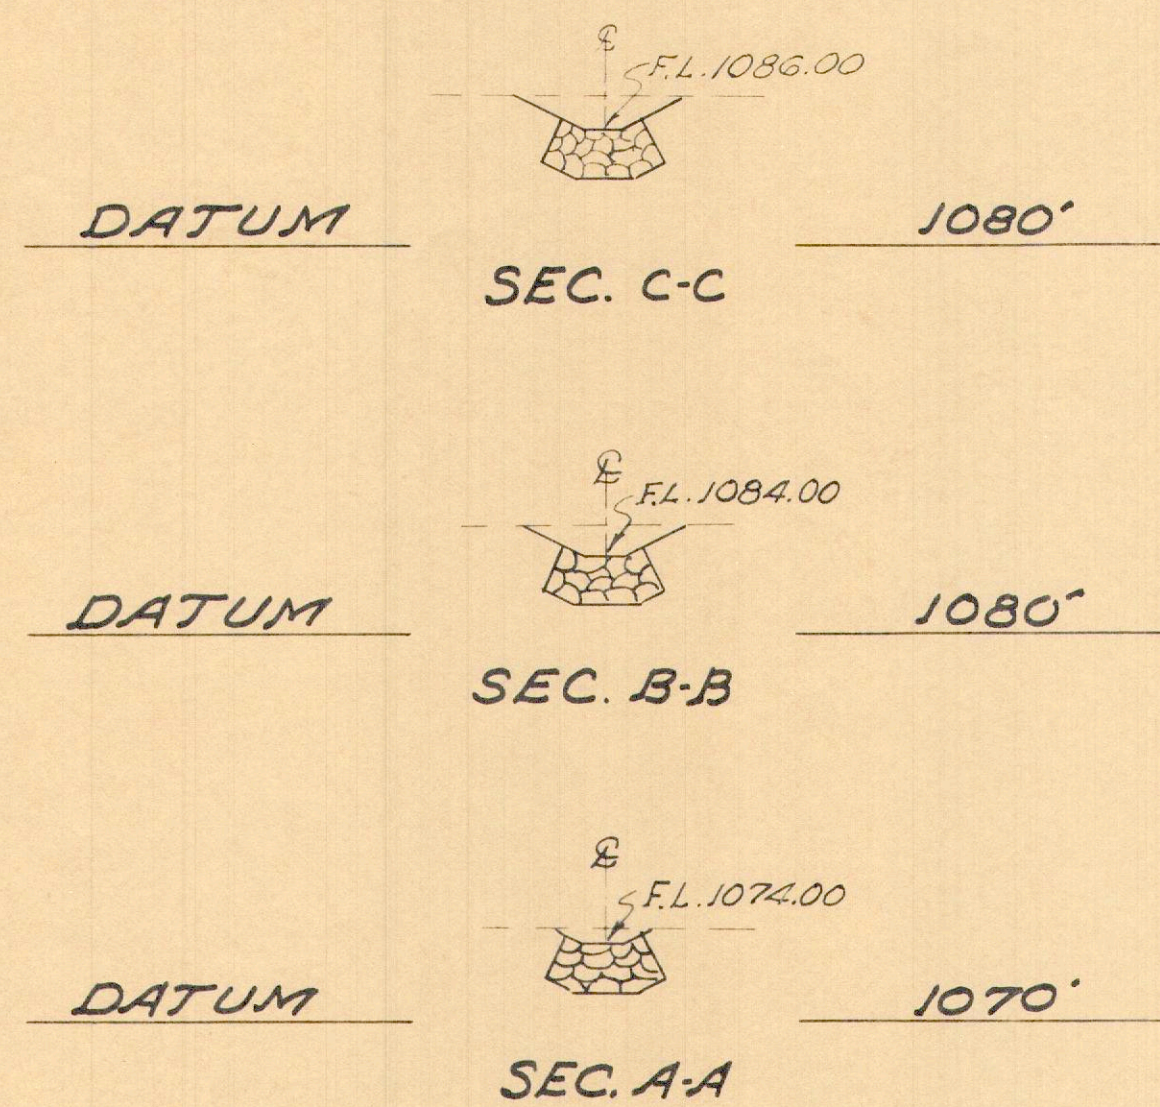 ℄
F.L. 1086.00
DATUM 1080'
SEC. C-C
℄
F.L. 1084.00
DATUM 1080'
SEC. B-B
℄
F.L. 1074.00
DATUM 1070'
SEC. A-A